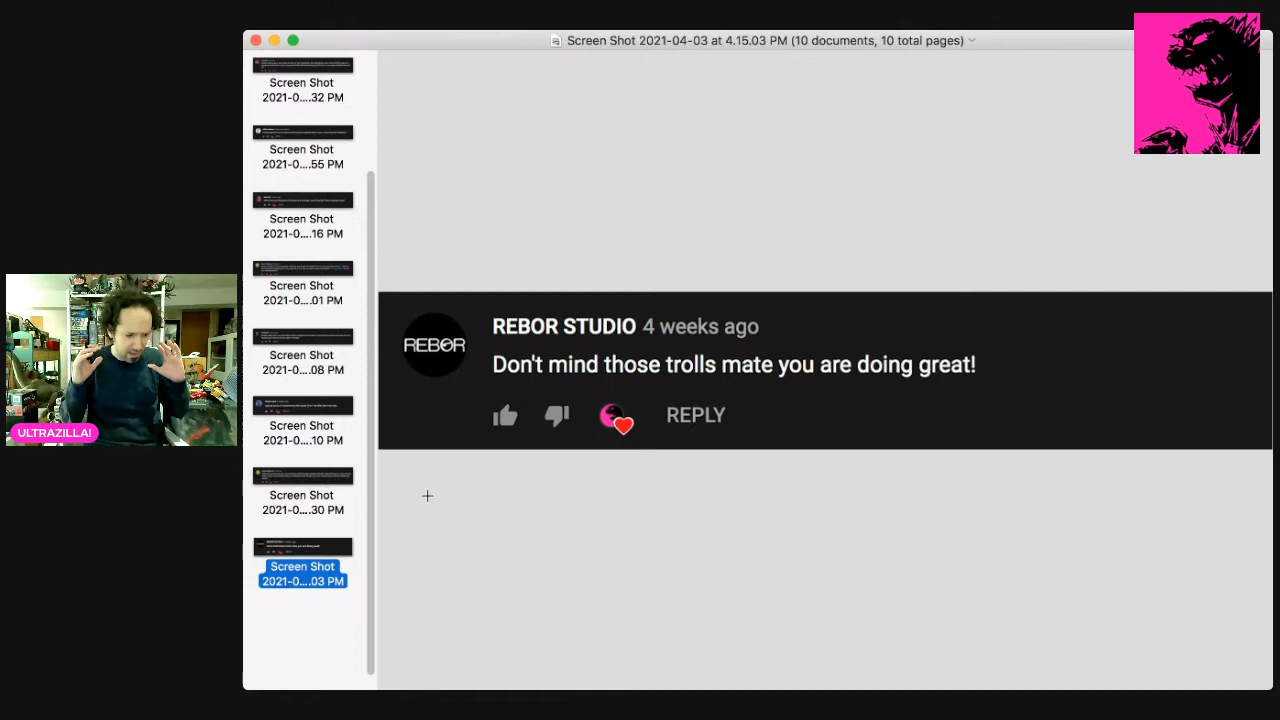 Screen Shot 2021-04-03 at 4.15.03 PM (10 documents, 10 total pages)
Screen Shot
2021-0....32 PM
Screen Shot
2021-0....55 PM
Screen Shot
2021-0....16 PM
Screen Shot
2021-0....01 PM
Screen Shot
2021-0....08 PM
Screen Shot
2021-0....10 PM
Screen Shot
2021-0....30 PM
Screen Shot
2021-0....03 PM
ULTRAZILLA!
REBOR
REBOR STUDIO 4 weeks ago
Don't mind those trolls mate you are doing great!
REPLY